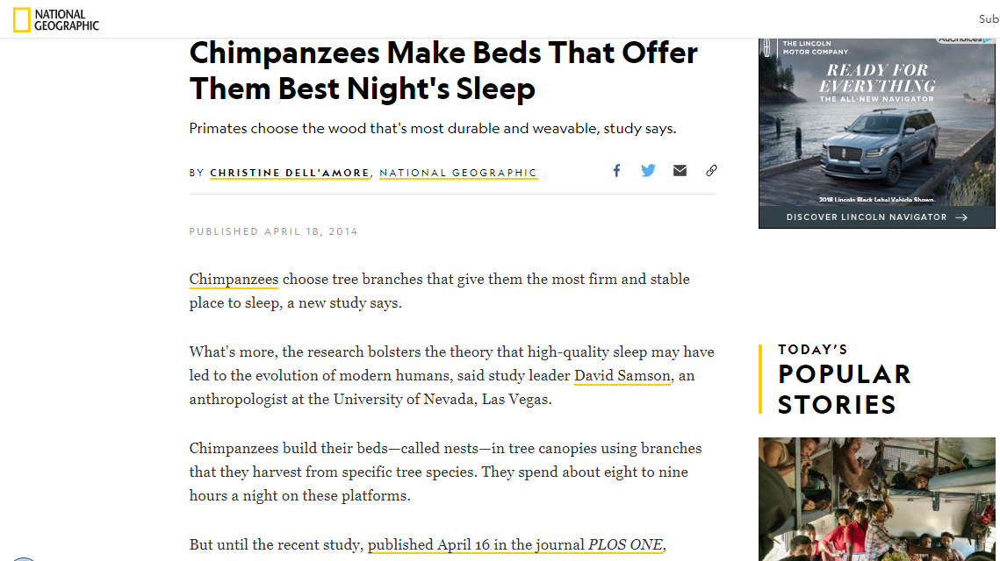 NATIONAL
GEOGRAPHIC
Sub
Chimpanzees Make Beds That Offer
Them Best Night's Sleep
Primates choose the wood that's most durable and weavable, study says.
BY CHRISTINE DELL'AMORE, NATIONAL GEOGRAPHIC
PUBLISHED APRIL 18, 2014
Chimpanzees choose tree branches that give them the most firm and stable
place to sleep, a new study says.
What's more, the research bolsters the theory that high-quality sleep may have
led to the evolution of modern humans, said study leader David Samson, an
anthropologist at the University of Nevada, Las Vegas.
Chimpanzees build their beds—called nests—in tree canopies using branches
that they harvest from specific tree species. They spend about eight to nine
hours a night on these platforms.
But until the recent study, published April 16 in the journal PLOS ONE,
AdChoices
THE LINCOLN
MOTOR COMPANY
READY FOR
EVERYTHING
THE ALL-NEW NAVIGATOR
2018 Lincoln Black Label Vehicle Shown.
DISCOVER LINCOLN NAVIGATOR
TODAY'S
POPULAR
STORIES